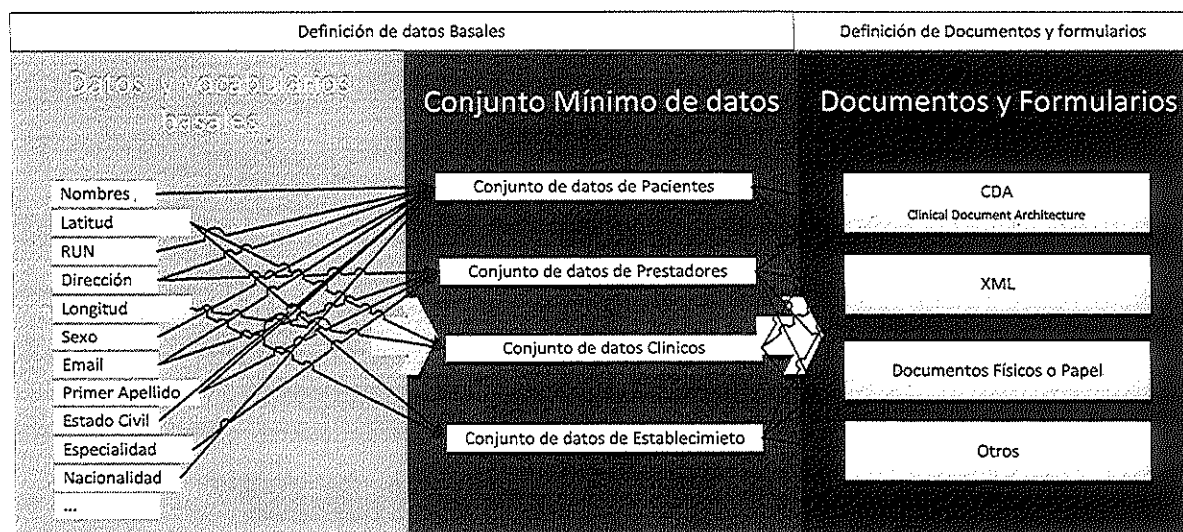 Definición de datos Basales
Definición de Documentos y formularios
Datos y vocabularios
basales
Conjunto Mínimo de datos
Documentos y Formularios
Nombres
Latitud
RUN
Dirección
Longitud
Sexo
Email
Primer Apellido
Estado Civil
Especialidad
Nacionalidad
...
Conjunto de datos de Pacientes
Conjunto de datos de Prestadores
Conjunto de datos Clínicos
Conjunto de datos de Establecimieto
CDA
Clinical Document Architecture
XML
Documentos Físicos o Papel
Otros